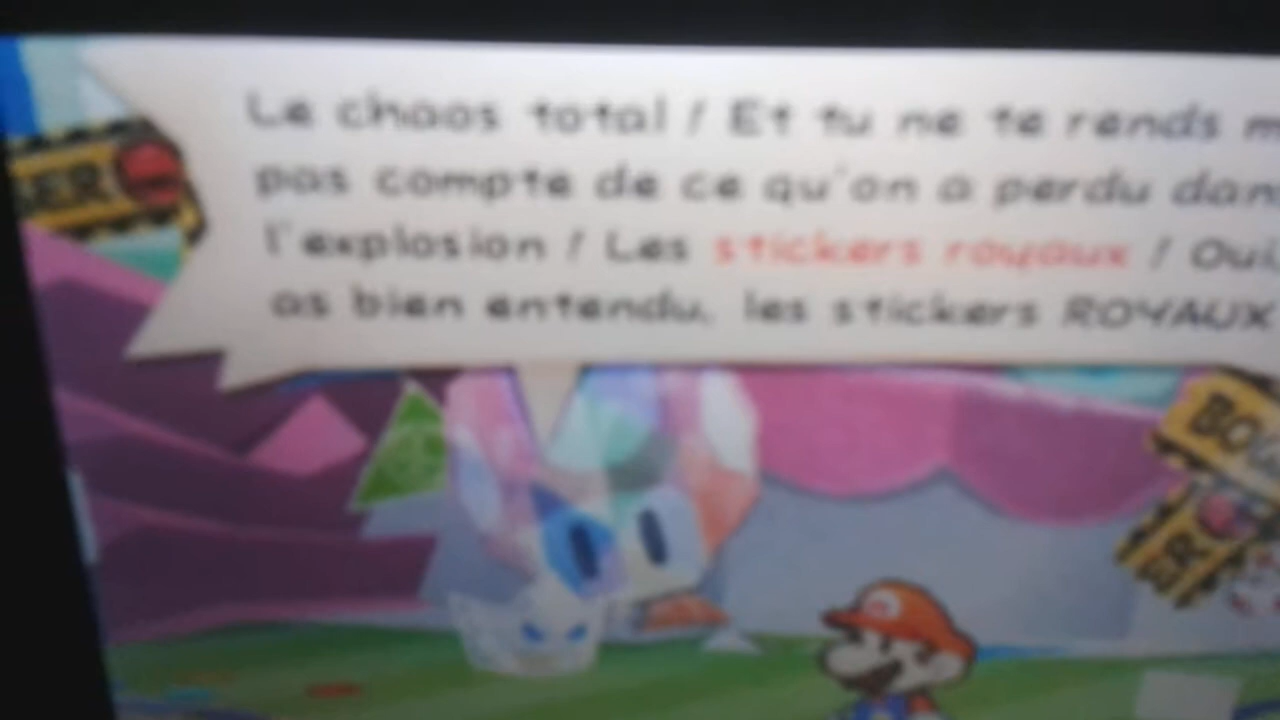 Le chaos total ! Et tu ne te rends
pas compte de ce qu'on a perdu
l'explosion ! Les stickers royaux ! Oui,
as bien entendu, les stickers ROYAUX